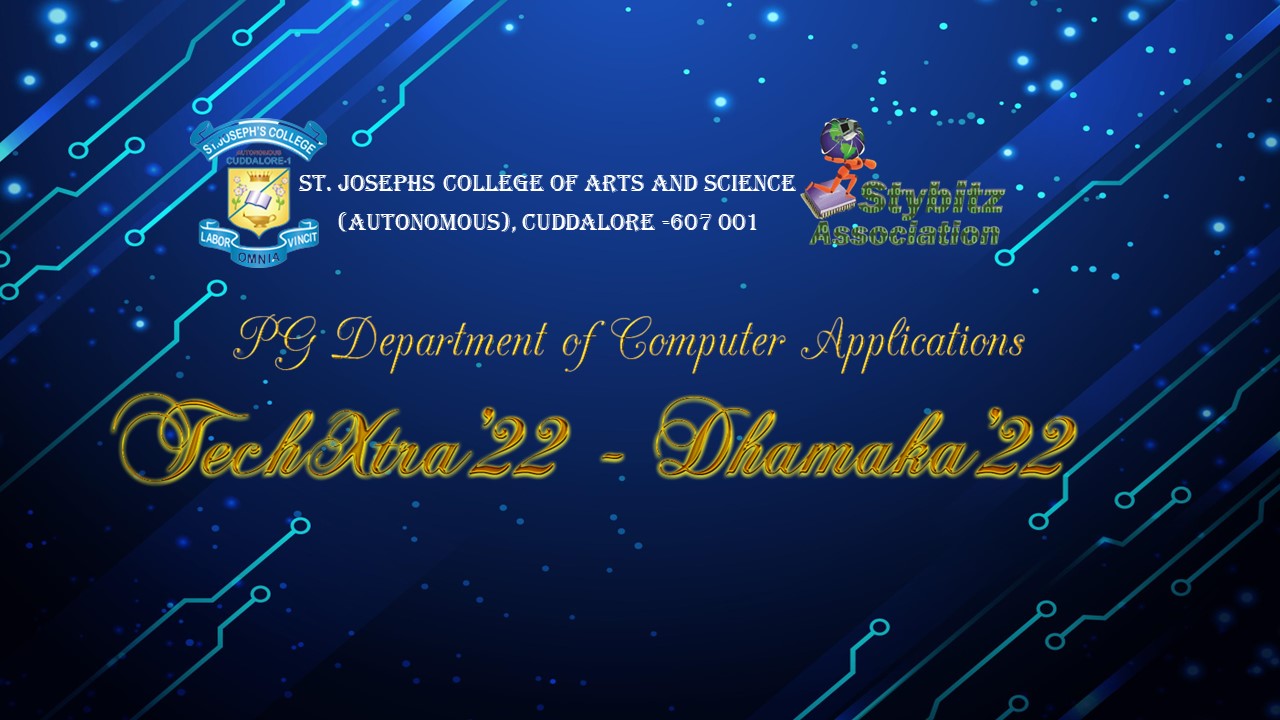 ST. JOSEPH'S COLLEGE
AUTONOMOUS
CUDDALORE-1
LABOR VINCIT
OMNIA
ST. JOSEPHS COLLEGE OF ARTS AND SCIENCE
(AUTONOMOUS), CUDDALORE -607 001
Styblitz
Association
PG Department of Computer Applications
TechXtra'22 - Dhamaka'22